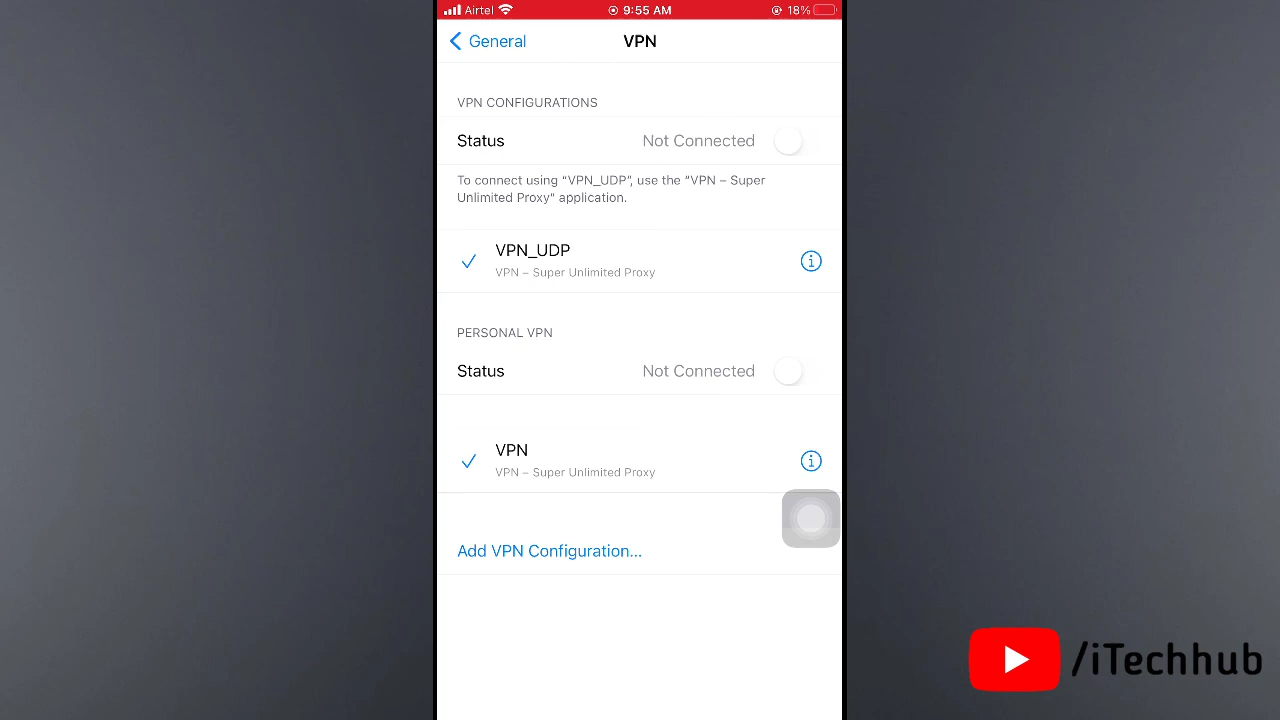 Airtel 9:55 AM 18%
General VPN
VPN CONFIGURATIONS
Status Not Connected
To connect using “VPN_UDP”, use the “VPN – Super
Unlimited Proxy” application.
VPN_UDP
VPN – Super Unlimited Proxy
PERSONAL VPN
Status Not Connected
VPN
VPN – Super Unlimited Proxy
Add VPN Configuration...
/iTechhub